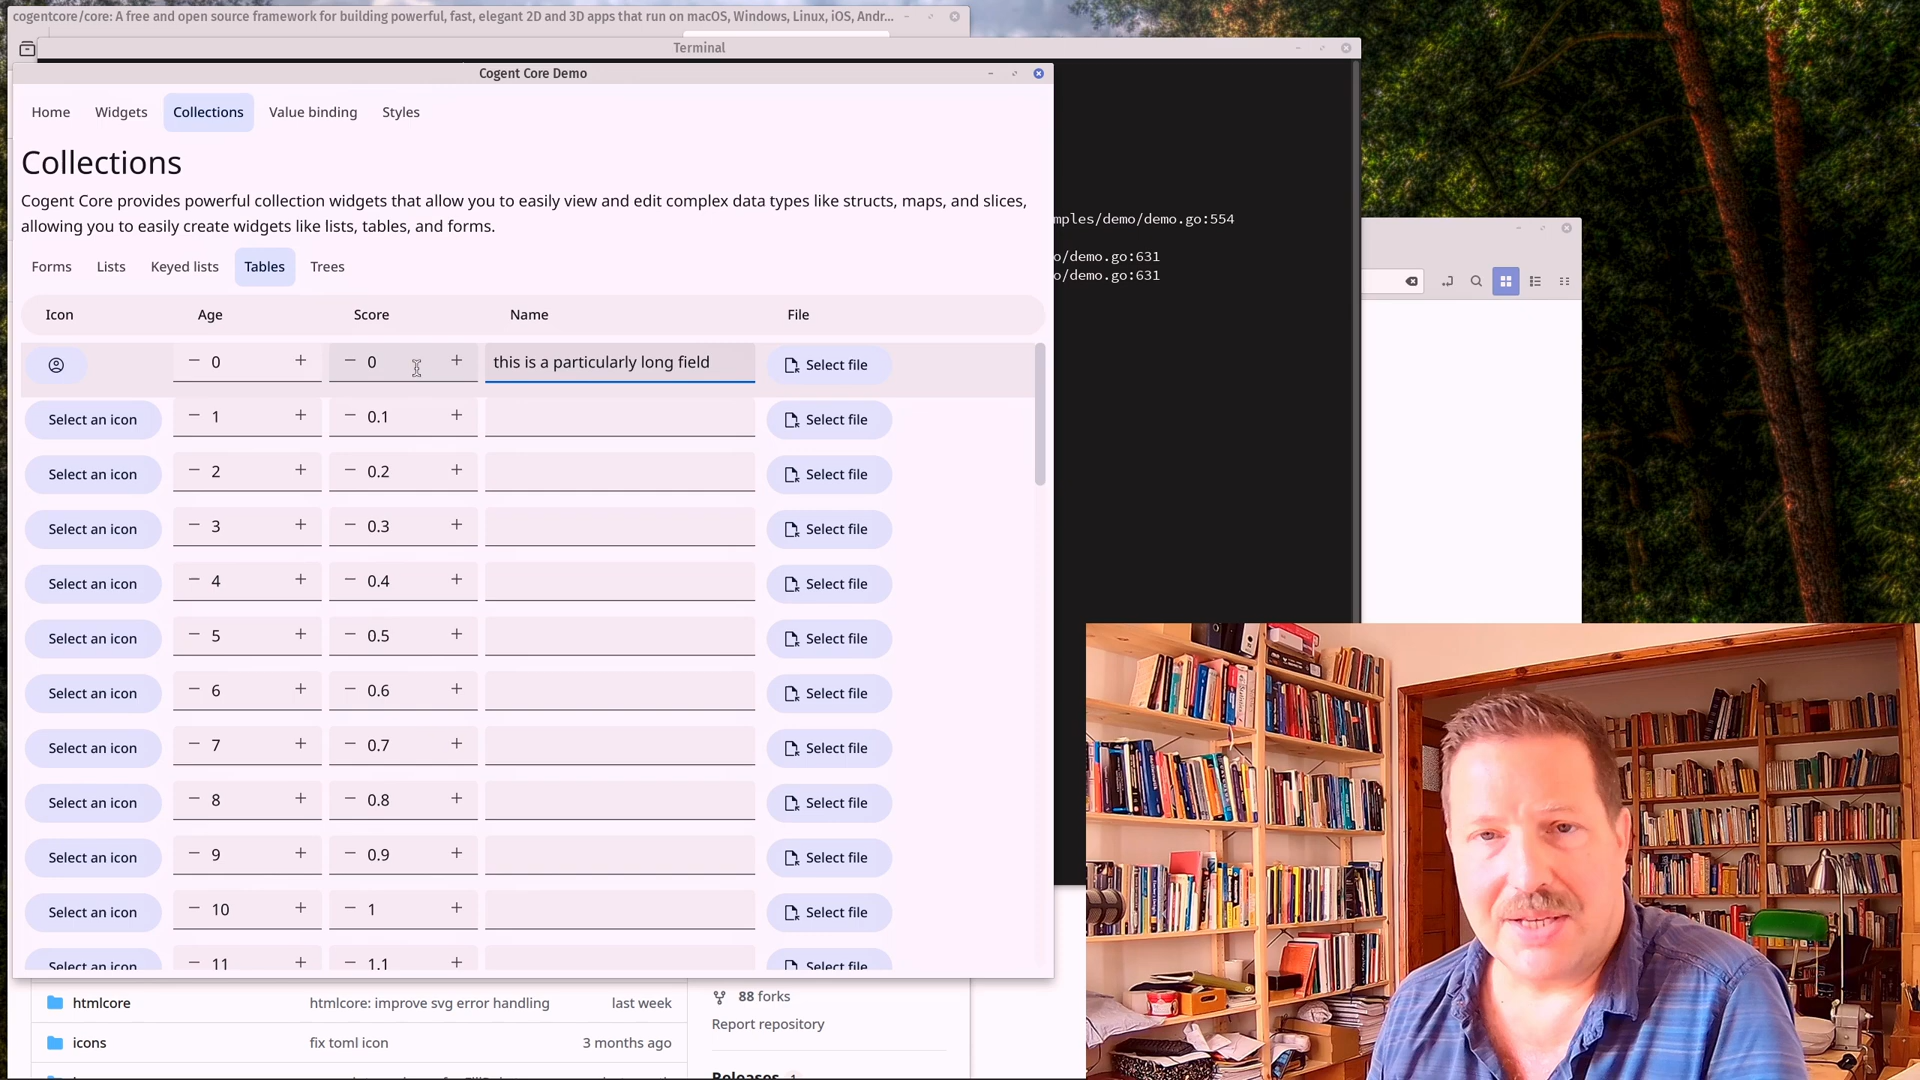 cogentcore/core: A free and open source framework for building powerful, fast, elegant 2D and 3D apps that run on macOS, Windows, Linux, iOS, Andr...
Terminal
Cogent Core Demo
Home Widgets Collections Value binding Styles
Collections
Cogent Core provides powerful collection widgets that allow you to easily view and edit complex data types like structs, maps, and slices,
allowing you to easily create widgets like lists, tables, and forms.
mples/demo/demo.go:554
o/demo.go:631
o/demo.go:631
Forms Lists Keyed lists Tables Trees
Icon Age Score Name File
0 0 this is a particularly long field Select file
Select an icon 1 0.1 Select file
Select an icon 2 0.2 Select file
Select an icon 3 0.3 Select file
Select an icon 4 0.4 Select file
Select an icon 5 0.5 Select file
Select an icon 6 0.6 Select file
Select an icon 7 0.7 Select file
Select an icon 8 0.8 Select file
Select an icon 9 0.9 Select file
Select an icon 10 1 Select file
Select an icon 11 1.1 Select file
htmlcore htmlcore: improve svg error handling last week
88 forks
Report repository
icons fix toml icon 3 months ago
Releases 1